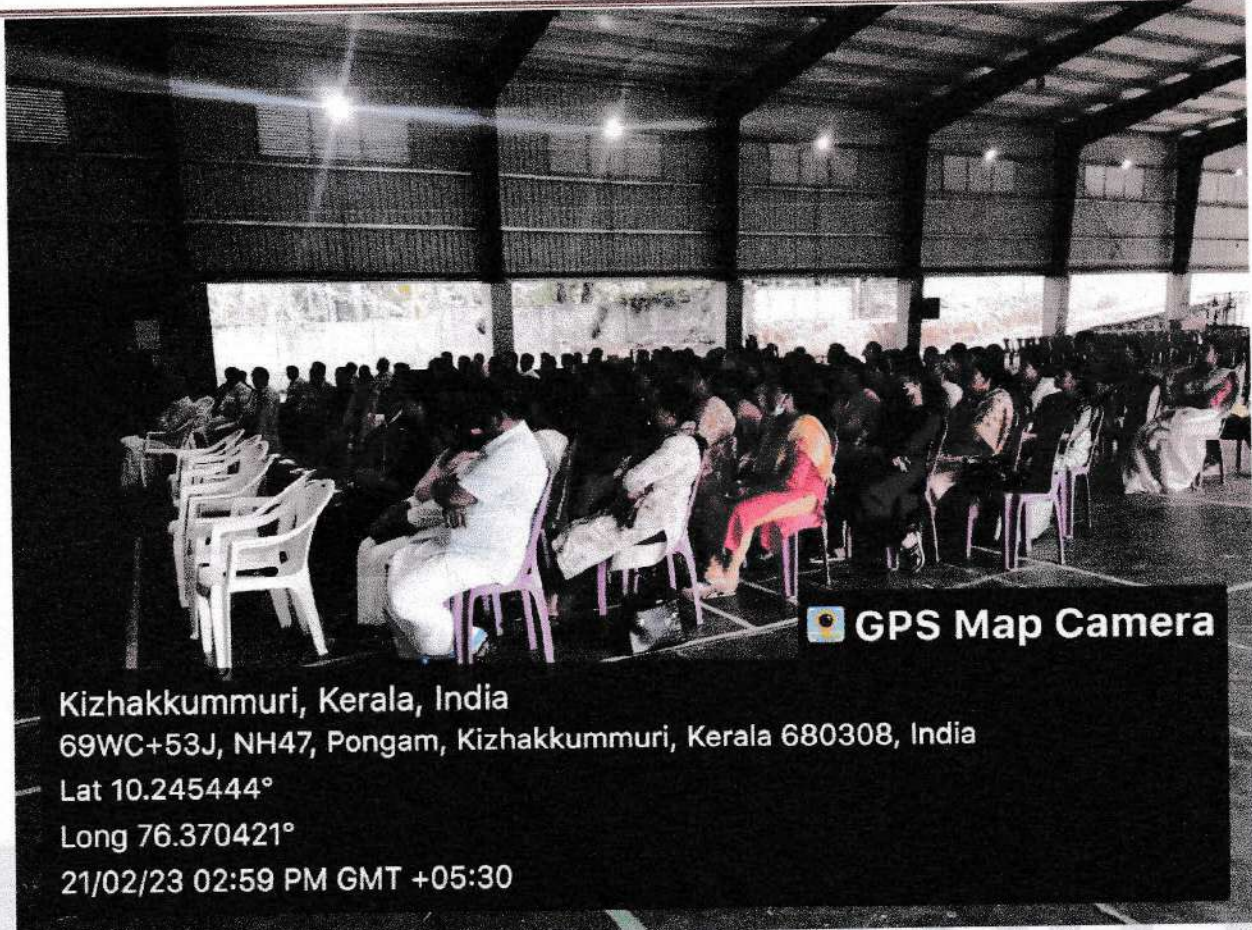 GPS Map Camera
Kizhakkummuri, Kerala, India
69WC+53J, NH47, Pongam, Kizhakkummuri, Kerala 680308, India
Lat 10.245444°
Long 76.370421°
21/02/23 02:59 PM GMT +05:30